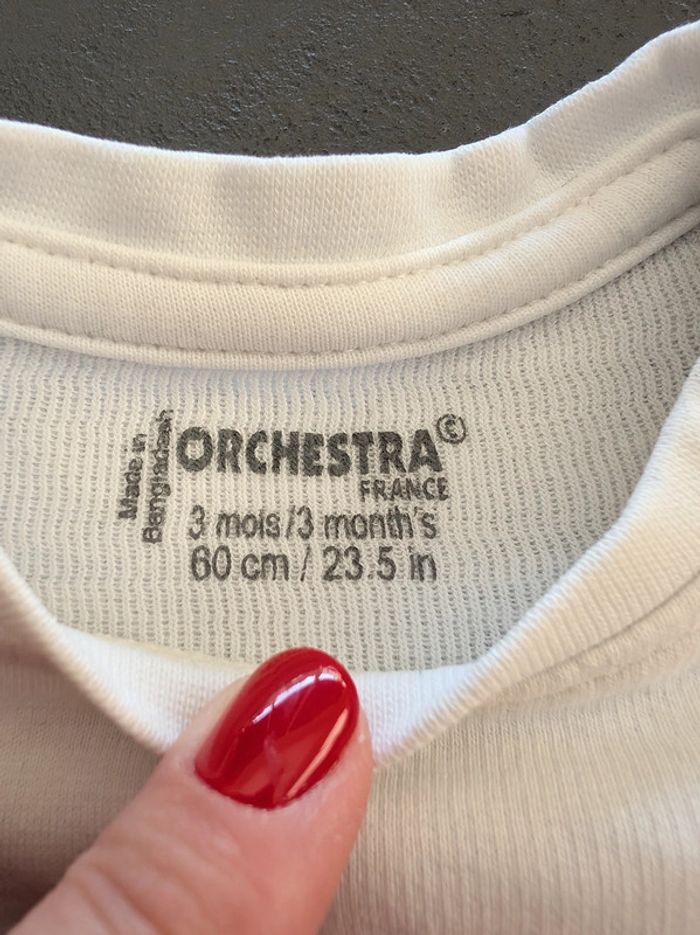 Made in
Bangladesh
ORCHESTRA©
FRANCE
3 mois/3 month's
60 cm / 23.5 in